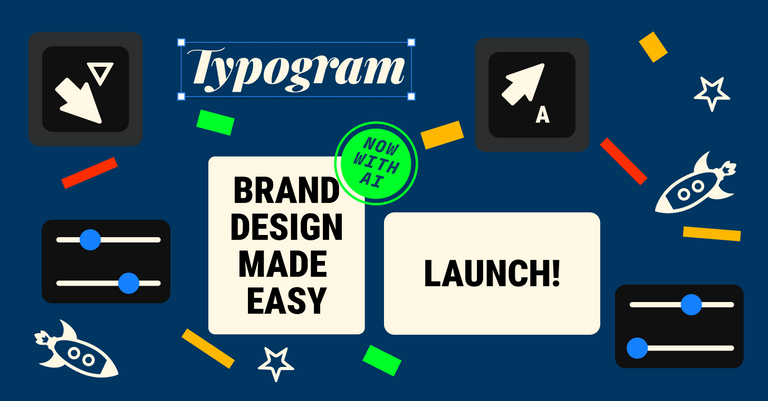 Typogram
A
NOW
WITH
AI
BRAND
DESIGN
MADE
EASY
LAUNCH!